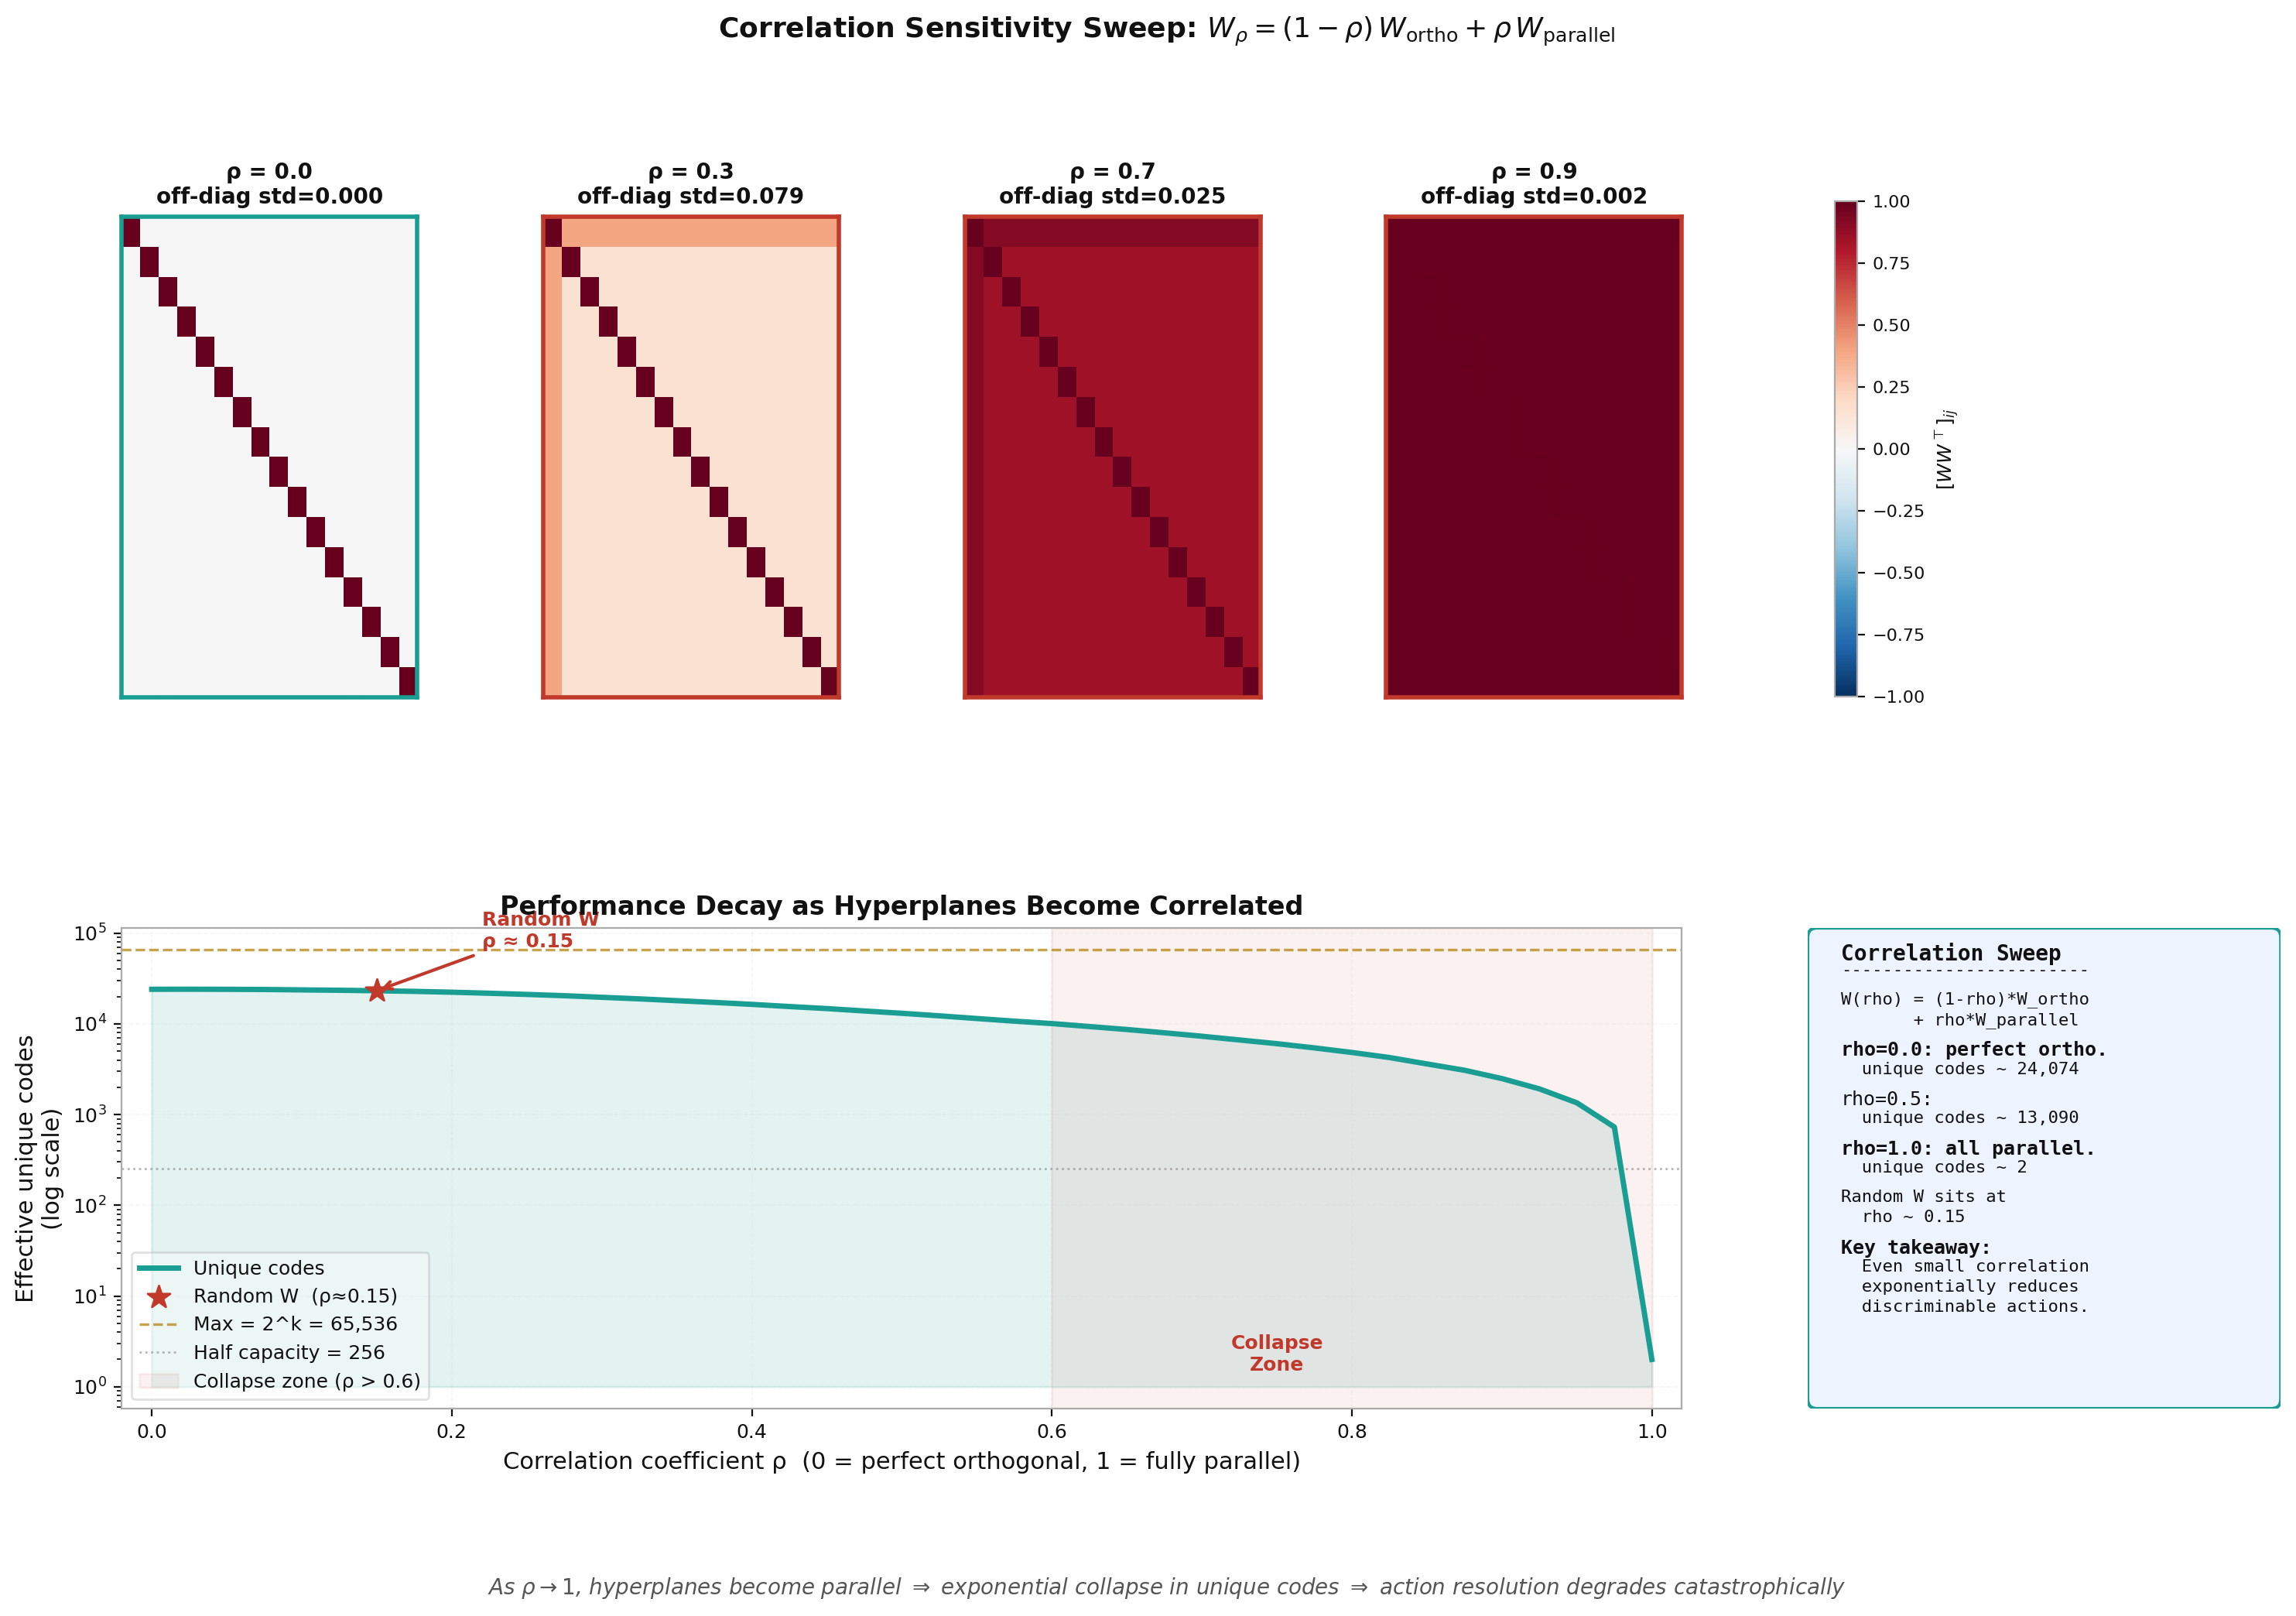 Correlation Sensitivity Sweep: W_ρ = (1 − ρ) W_ortho + ρ W_parallel
ρ = 0.0
off-diag std=0.000
ρ = 0.3
off-diag std=0.079
ρ = 0.7
off-diag std=0.025
ρ = 0.9
off-diag std=0.002
1.00
0.75
0.50
0.25
0.00
−0.25
−0.50
−0.75
−1.00
[WW^⊤]_ij
Performance Decay as Hyperplanes Become Correlated
Random W
ρ ≈ 0.15
10^5
10^4
10^3
10^2
10^1
10^0
Effective unique codes
(log scale)
Unique codes
Random W (ρ≈0.15)
Max = 2^k = 65,536
Half capacity = 256
Collapse zone (ρ > 0.6)
Collapse
Zone
0.0
0.2
0.4
0.6
0.8
1.0
Correlation coefficient ρ (0 = perfect orthogonal, 1 = fully parallel)
Correlation Sweep
------------------------
W(rho) = (1-rho)*W_ortho
+ rho*W_parallel
rho=0.0: perfect ortho.
unique codes ~ 24,074
rho=0.5:
unique codes ~ 13,090
rho=1.0: all parallel.
unique codes ~ 2
Random W sits at
rho ~ 0.15
Key takeaway:
Even small correlation
exponentially reduces
discriminable actions.
As ρ → 1, hyperplanes become parallel ⇒ exponential collapse in unique codes ⇒ action resolution degrades catastrophically